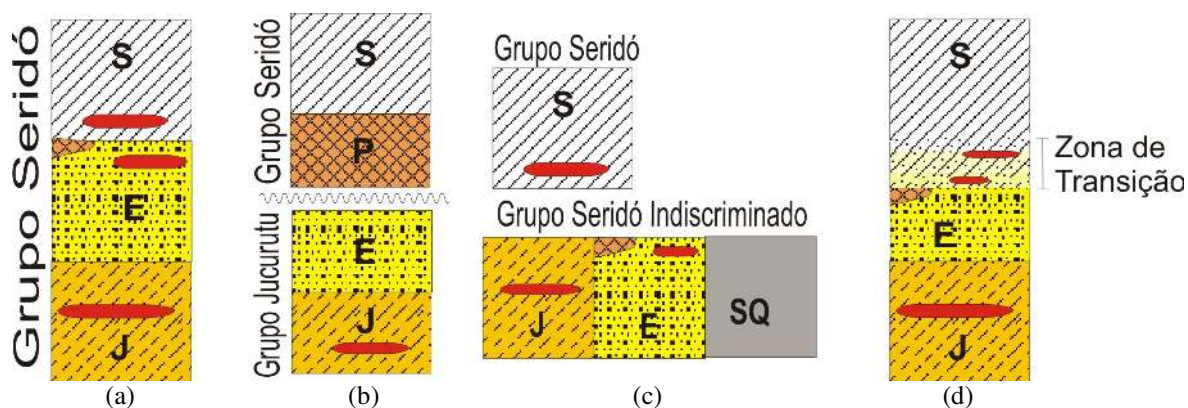 Grupo Seridó
S
E
J
(a)
Grupo Seridó
S
P
Grupo Jucurutu
E
J
(b)
Grupo Seridó
S
Grupo Seridó Indiscriminado
J
E
SQ
(c)
S
Zona de
Transição
E
J
(d)